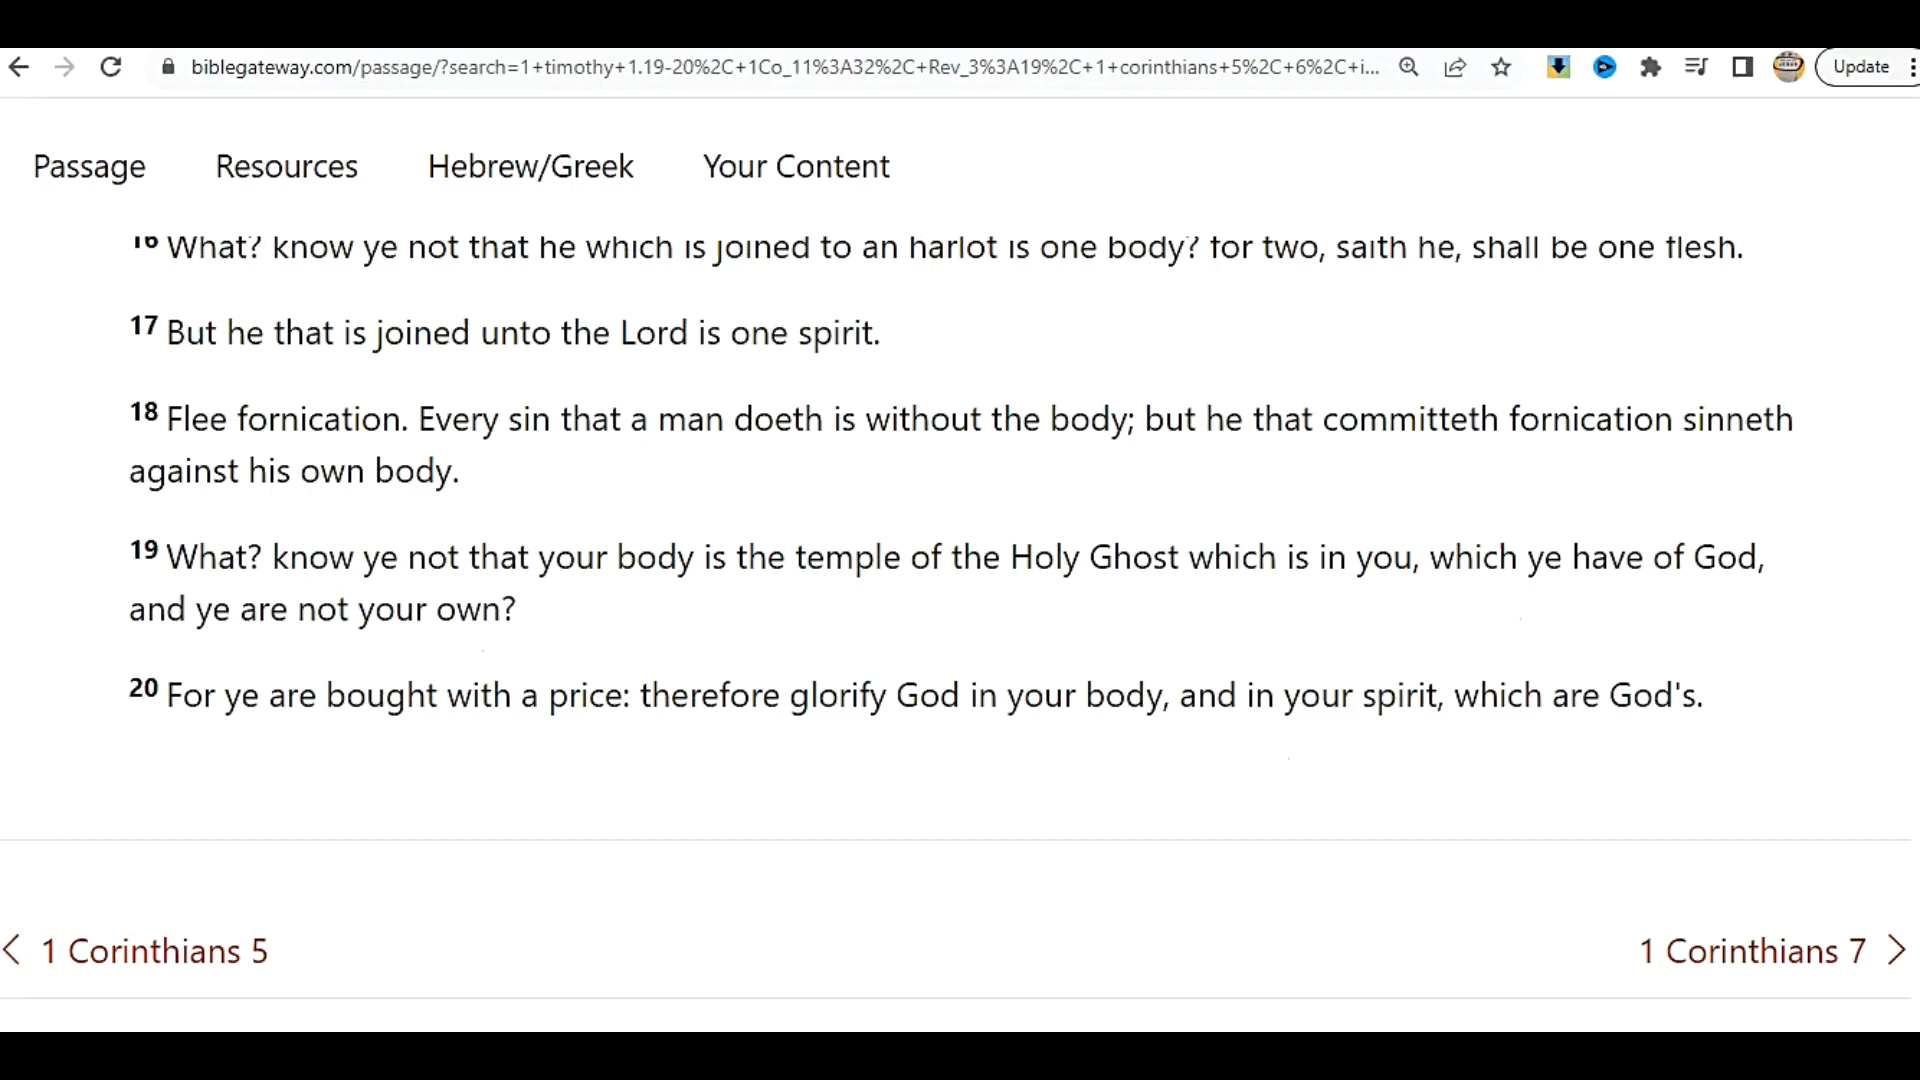 biblegateway.com/passage/?search=1+timothy+1.19-20%2C+1Co_11%3A32%2C+Rev_3%3A19%2C+1+corinthians+5%2C+6%2C+i...
Update
Passage Resources Hebrew/Greek Your Content
16 What? know ye not that he which is joined to an harlot is one body? for two, saith he, shall be one flesh.
17 But he that is joined unto the Lord is one spirit.
18 Flee fornication. Every sin that a man doeth is without the body; but he that committeth fornication sinneth
against his own body.
19 What? know ye not that your body is the temple of the Holy Ghost which is in you, which ye have of God,
and ye are not your own?
20 For ye are bought with a price: therefore glorify God in your body, and in your spirit, which are God's.
1 Corinthians 5
1 Corinthians 7